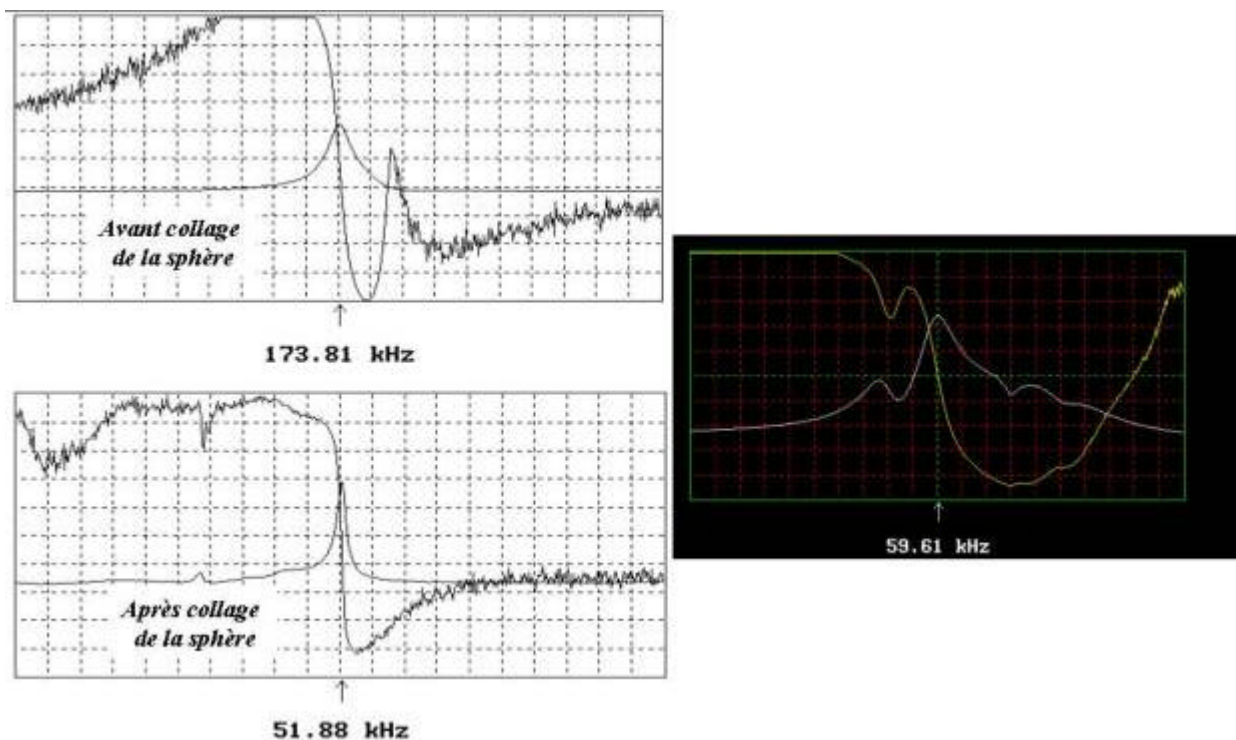 Avant collage
de la sphère
173.81 kHz
Après collage
de la sphère
51.88 kHz
59.61 kHz